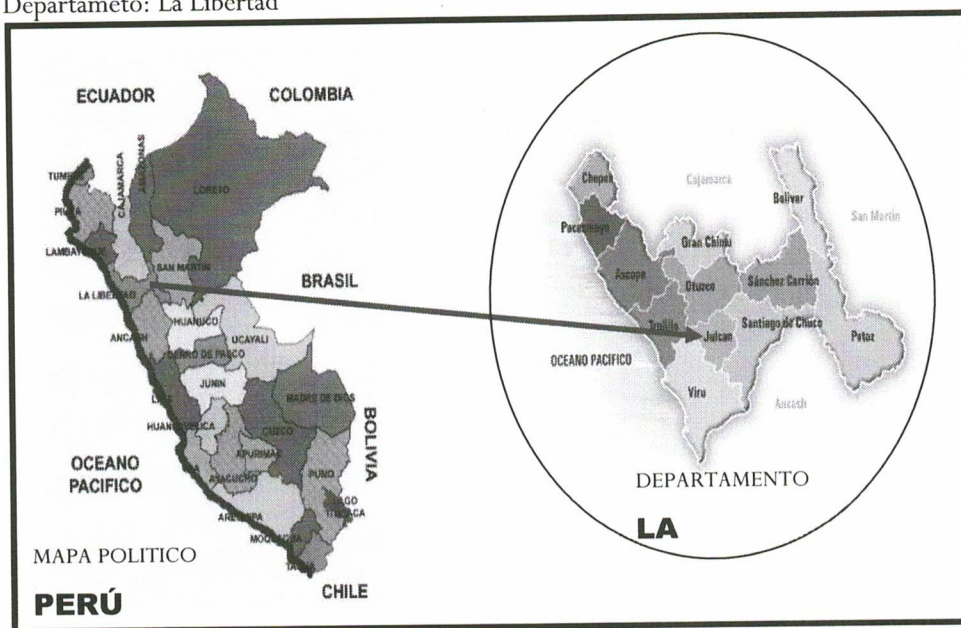 Departameto: La Libertad
ECUADOR
COLOMBIA
TUMBES
PIURA
CAJAMARCA
AMAZONAS
LORETO
LAMBAYEQUE
SAN MARTIN
LA LIBERTAD
BRASIL
ANCASH
HUANUCO
UCAYALI
CERRO DE PASCO
JUNIN
MADRE DE DIOS
HUANCAVELICA
CUZCO
BOLIVIA
OCEANO
PACIFICO
APURIMAC
AYACUCHO
PUNO
LAGO
TITICACA
AREQUIPA
MOQUEGUA
MAPA POLITICO
CHILE
PERÚ
Chepen
Cajamarca
Bolivar
San Martin
Pacasmayo
Gran Chimú
Ascope
Otuzco
Sánchez Carrión
Trujillo
Julcan
Santiago de Chuco
Pataz
OCEANO PACIFICO
Viru
Ancash
DEPARTAMENTO
LA